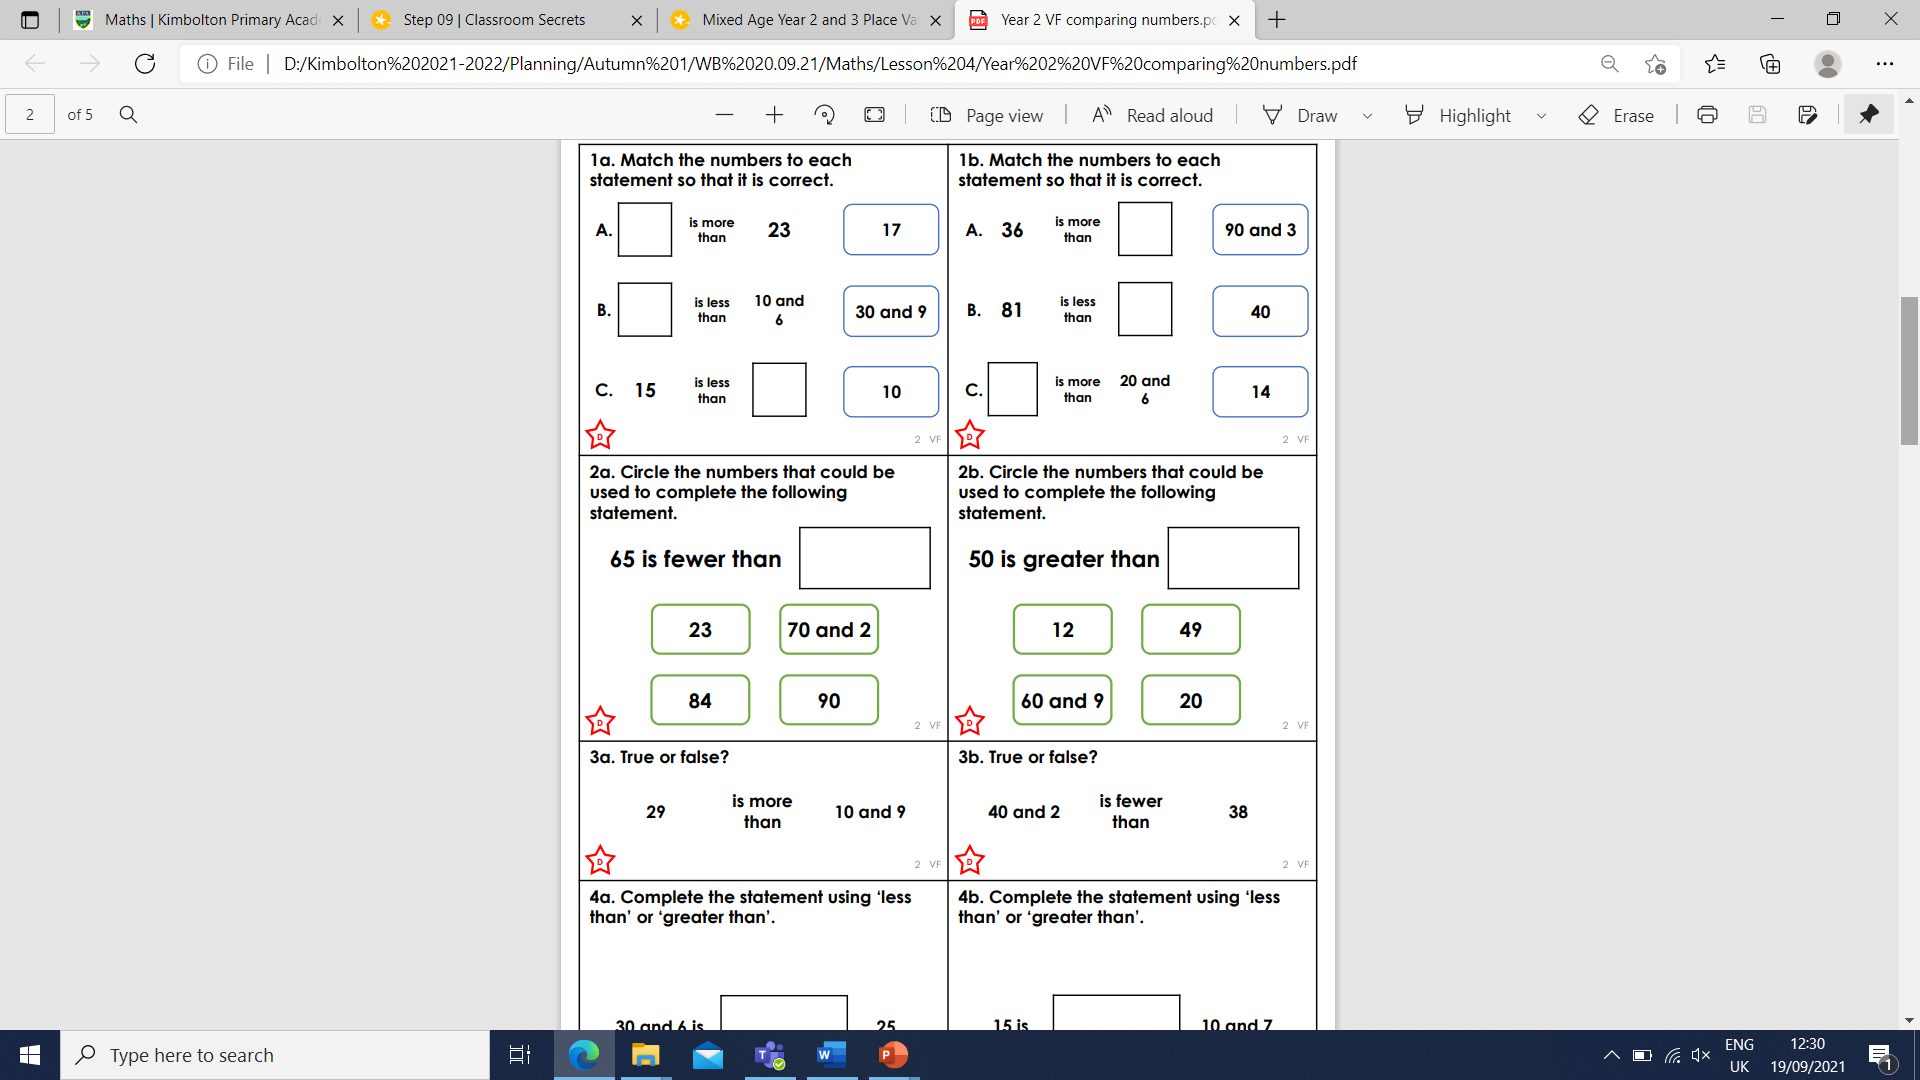 Maths | Kimbolton Primary Acad
Step 09 | Classroom Secrets
Mixed Age Year 2 and 3 Place Va
Year 2 VF comparing numbers.pd
File
D:/Kimbolton%202021-2022/Planning/Autumn%201/WB%2020.09.21/Maths/Lesson%204/Year%202%20VF%20comparing%20numbers.pdf
2 of 5
Page view
Read aloud
Draw
Highlight
Erase
1a. Match the numbers to each
statement so that it is correct.
A. is more than 23
17
B. is less than 10 and 6
30 and 9
C. 15 is less than
10
D
2 VF
1b. Match the numbers to each
statement so that it is correct.
A. 36 is more than
90 and 3
B. 81 is less than
40
C. is more than 20 and 6
14
D
2 VF
2a. Circle the numbers that could be
used to complete the following
statement.
65 is fewer than
23
70 and 2
84
90
D
2 VF
2b. Circle the numbers that could be
used to complete the following
statement.
50 is greater than
12
49
60 and 9
20
D
2 VF
3a. True or false?
29 is more than 10 and 9
D
2 VF
3b. True or false?
40 and 2 is fewer than 38
D
2 VF
4a. Complete the statement using ‘less
than’ or ‘greater than’.
30 and 6 is 25
4b. Complete the statement using ‘less
than’ or ‘greater than’.
15 is 10 and 7
Type here to search
ENG
UK
12:30
19/09/2021
1